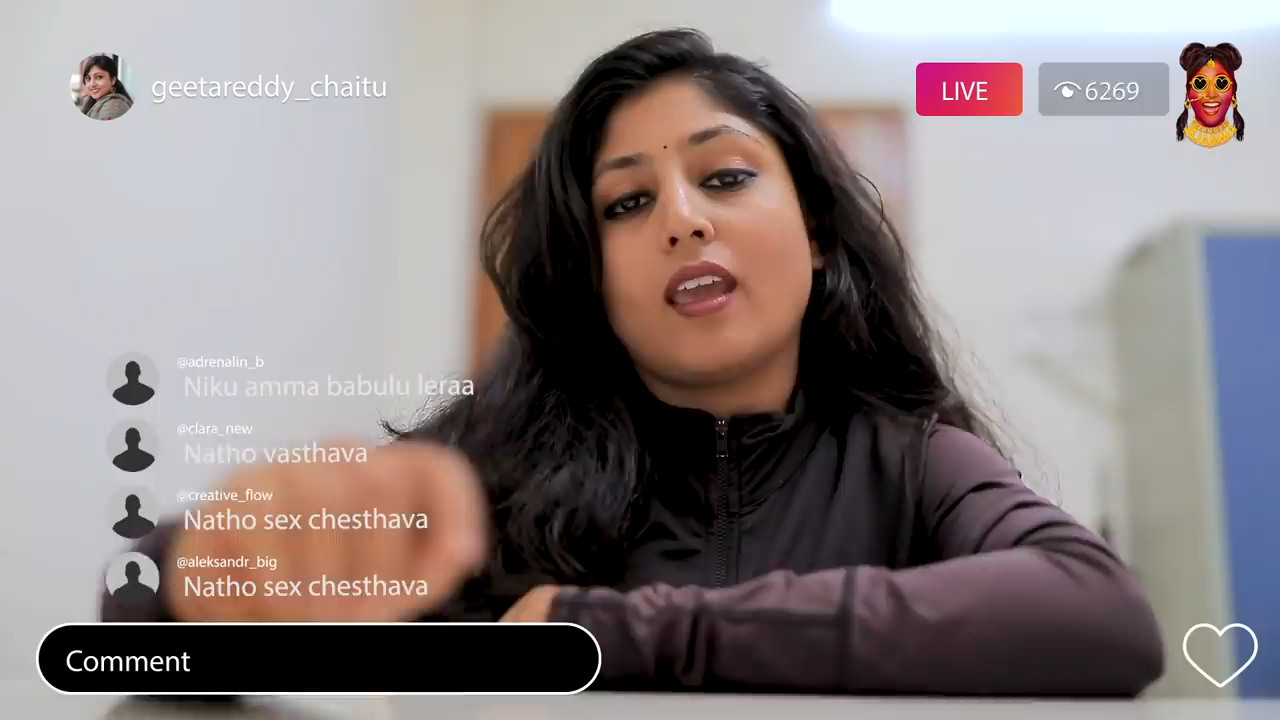 geetareddy_chaitu
LIVE
6269
@adrenalin_b
Niku amma babulu leraa
@clara_new
Natho vasthava
@creative_flow
Natho sex chesthava
@aleksandr_big
Natho sex chesthava
Comment